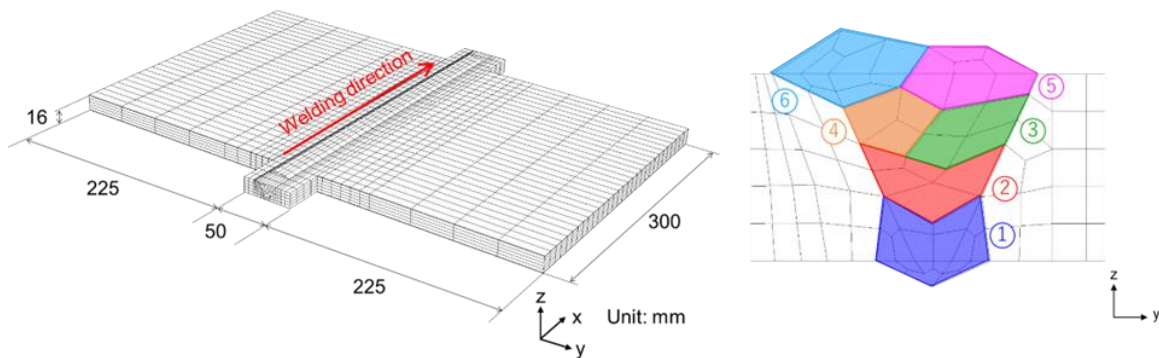 Welding direction
16
225
50
225
300
z
x
y
Unit: mm
⑥
⑤
④
③
②
①
z
y